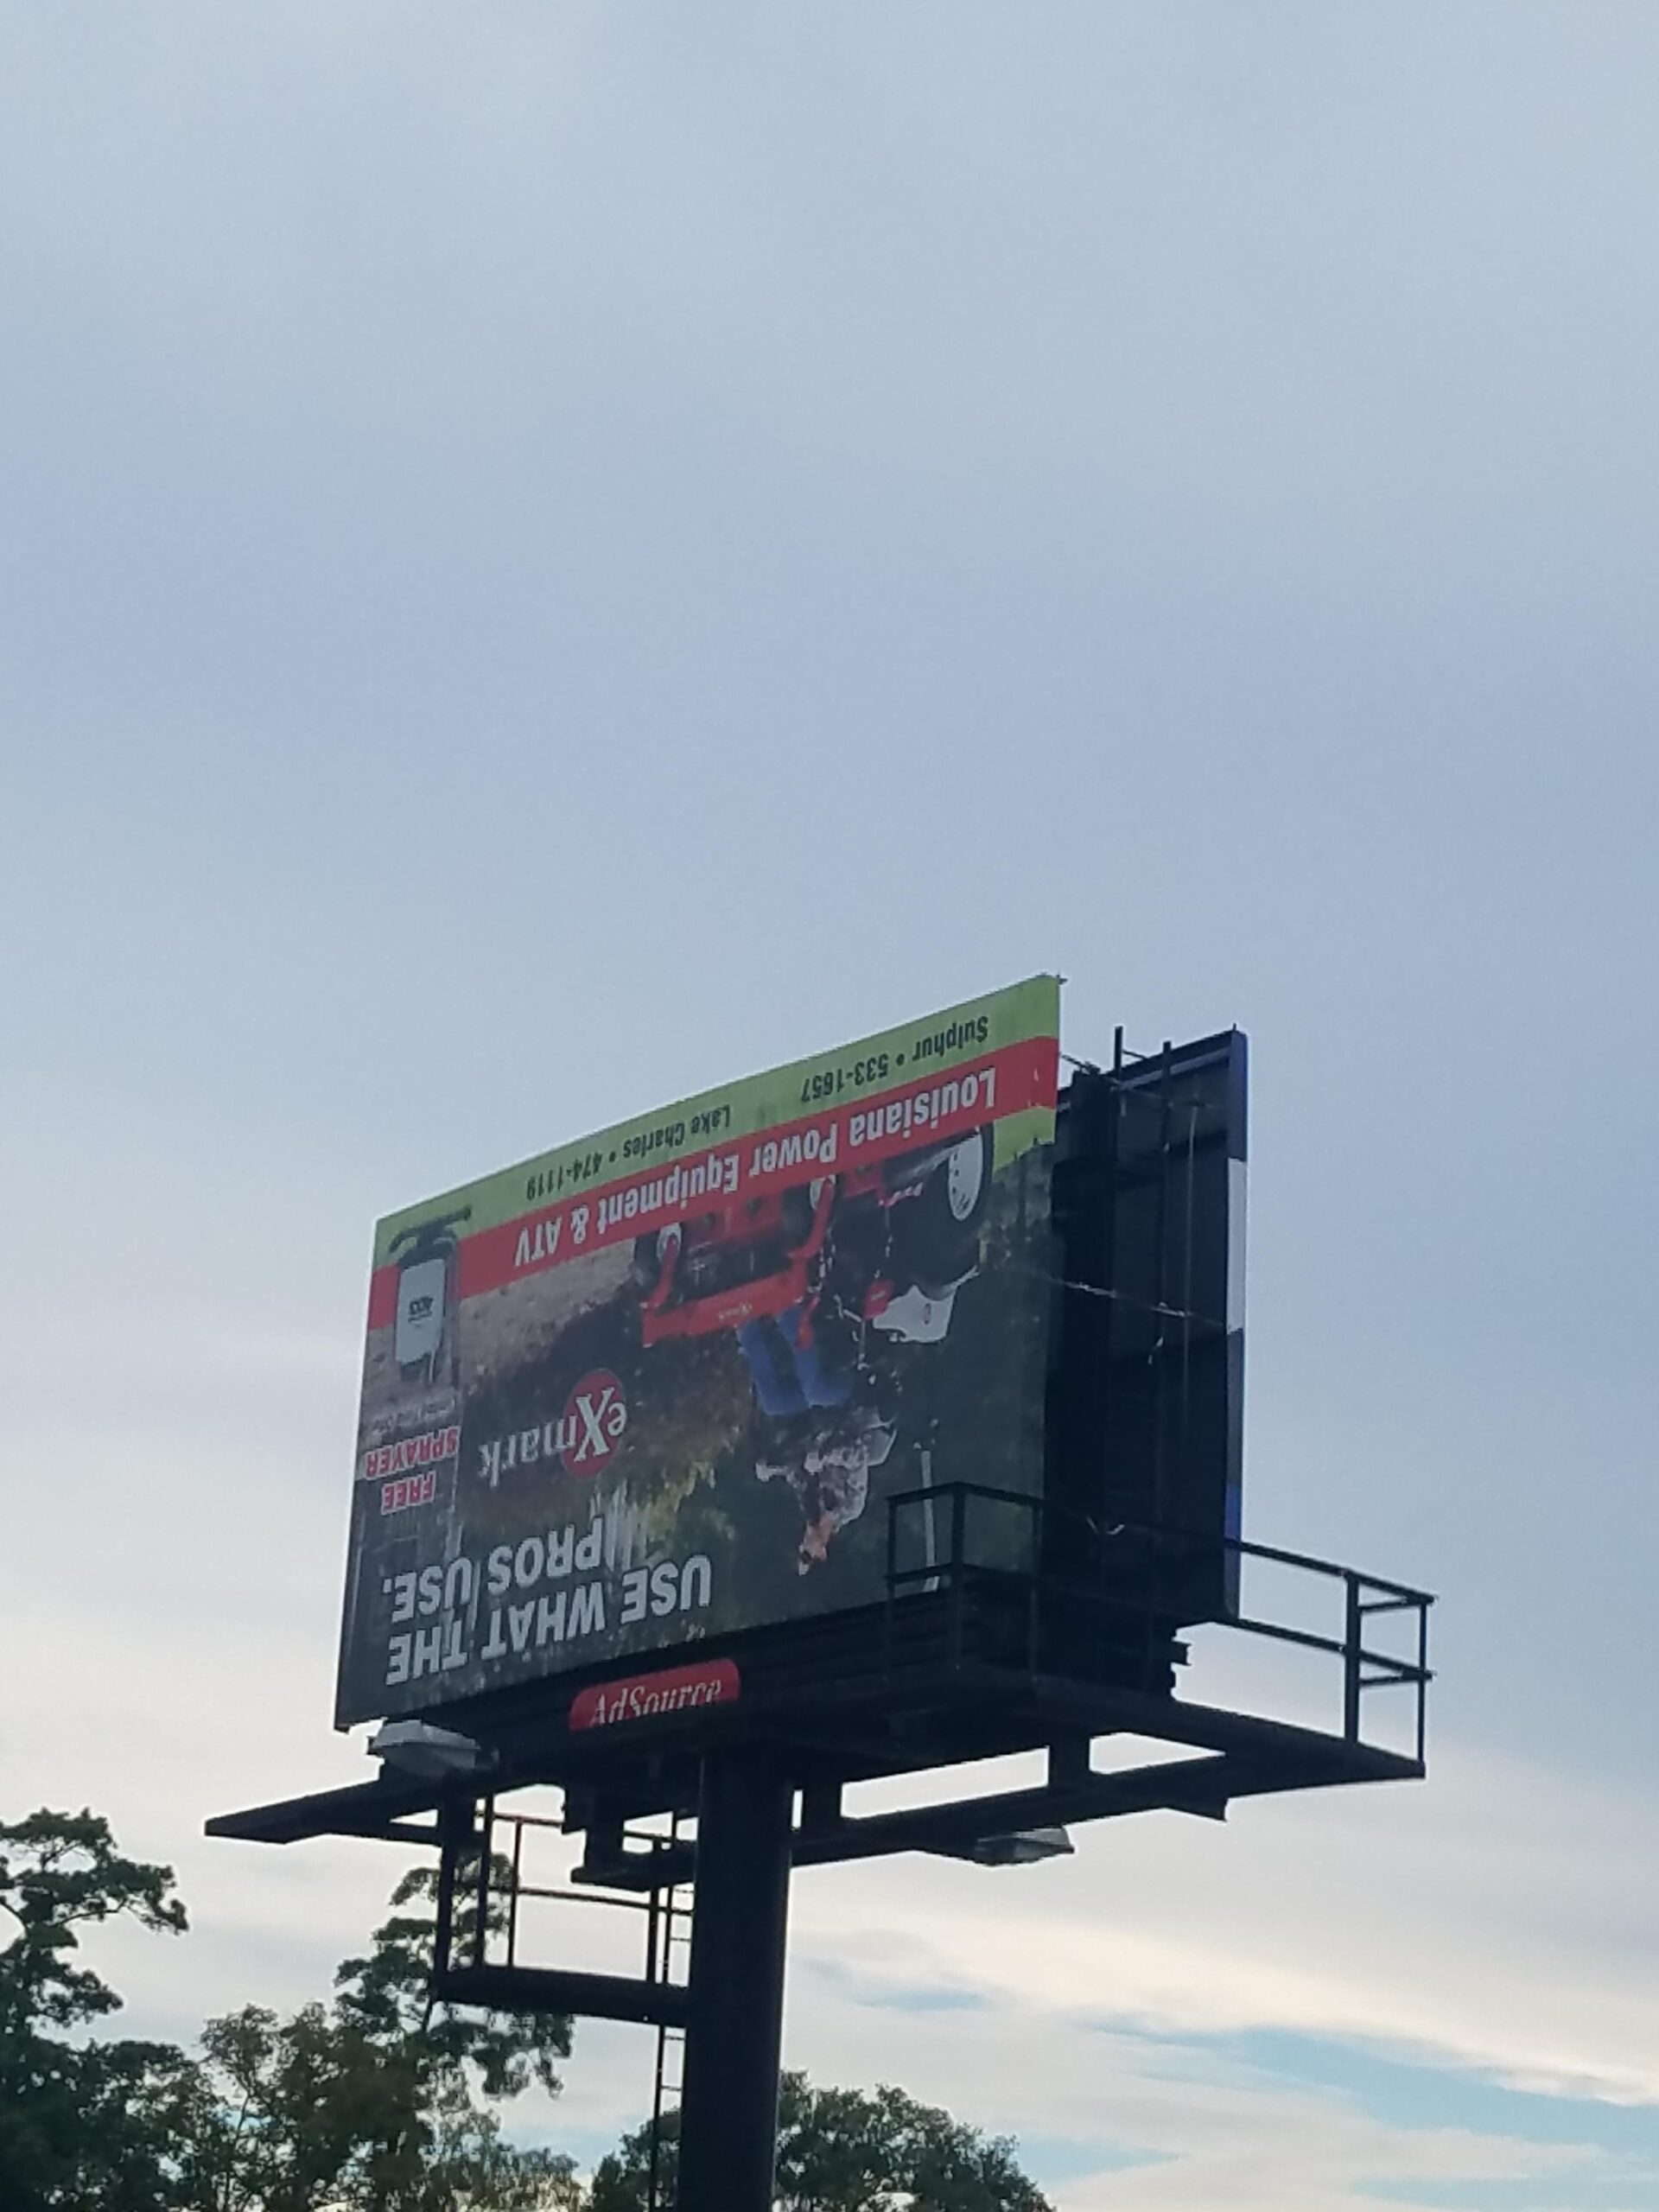 USE WHAT THE
PROS USE.
FREE
SPRAYER
eXmark
Louisiana Power Equipment & ATV
Sulphur • 533-1657
Lake Charles • 474-1119
AdSource